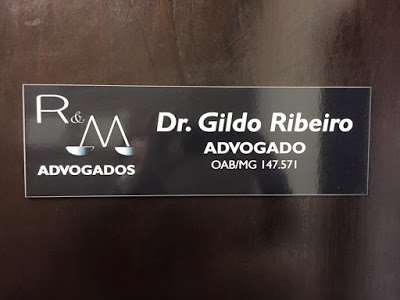 R&M
ADVOGADOS
Dr. Gildo Ribeiro
ADVOGADO
OAB/MG 147.571